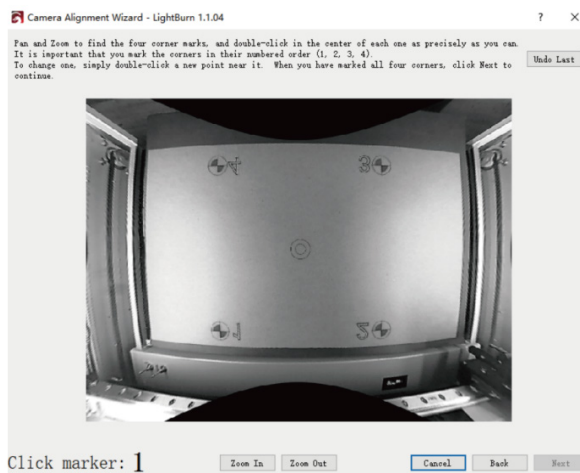 Camera Alignment Wizard - LightBurn 1.1.04
? ×
Pan and Zoom to find the four corner marks, and double-click in the center of each one as precisely as you can.
It is important that you mark the corners in their numbered order (1, 2, 3, 4).
To change one, simply double-click a new point near it. When you have marked all four corners, click Next to
continue.
Undo Last
4
3
1
2
Click marker: 1
Zoom In
Zoom Out
Cancel
Back
Next